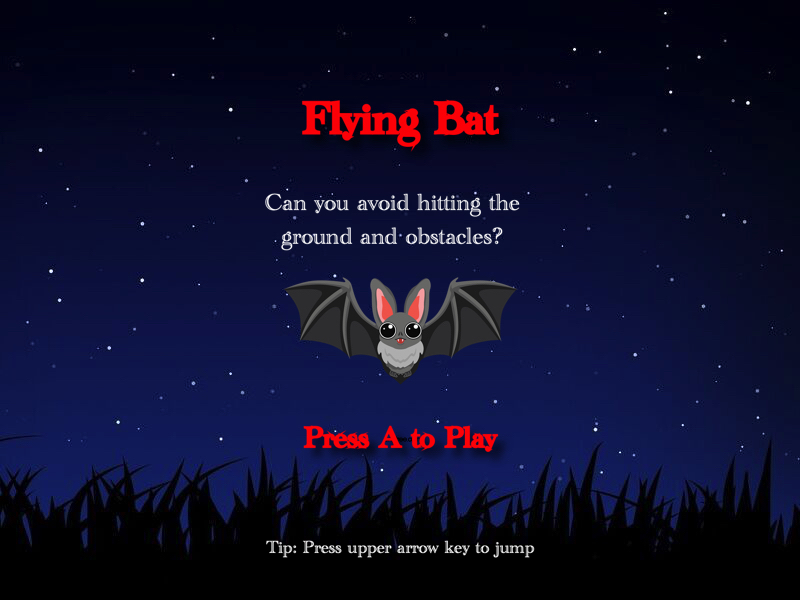 Flying Bat
Can you avoid hitting the
ground and obstacles?
Press A to Play
Tip: Press upper arrow key to jump